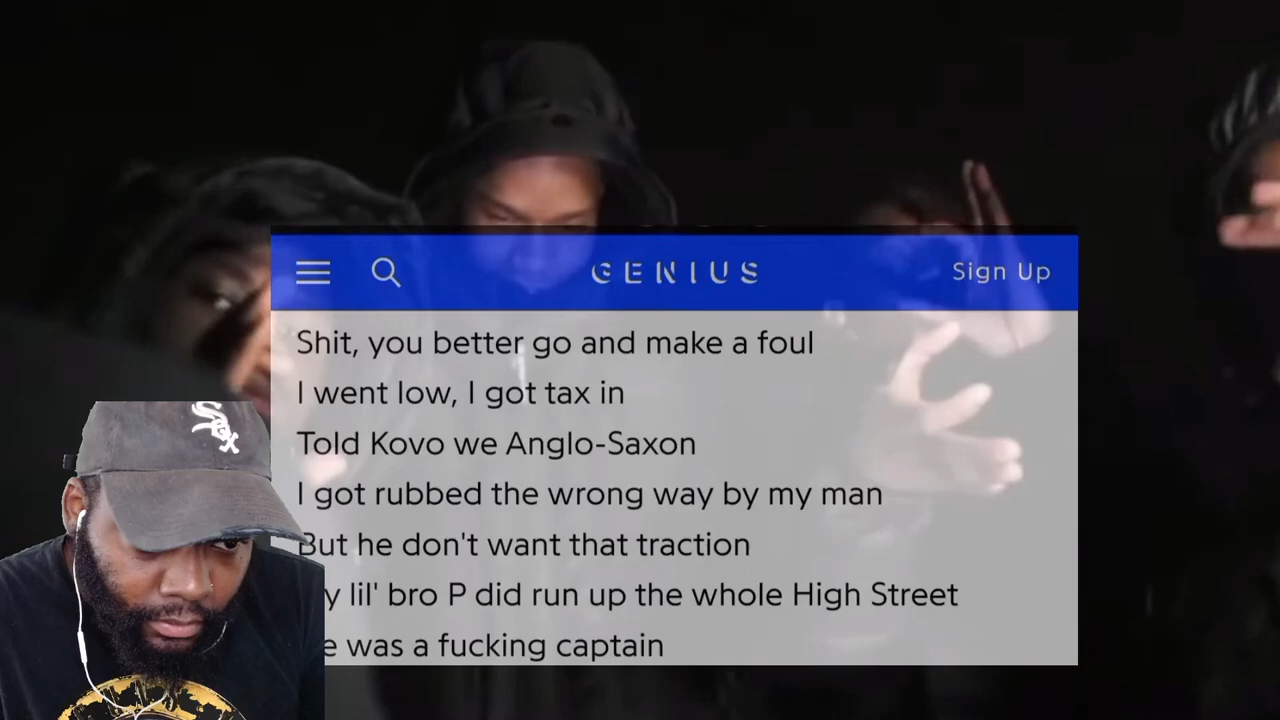 Sox
GENIUS
Sign Up
Shit, you better go and make a foul
I went low, I got tax in
Told Kovo we Anglo-Saxon
I got rubbed the wrong way by my man
But he don't want that traction
y lil' bro P did run up the whole High Street
e was a fucking captain